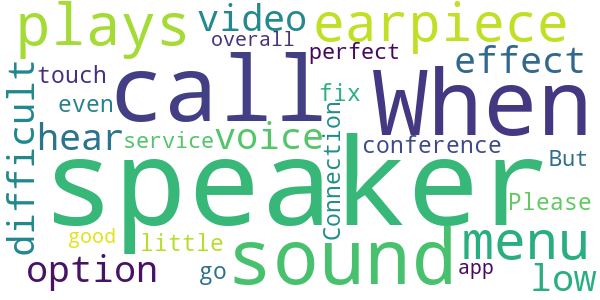 plays
video
earpiece
overall
perfect
effect
touch
call
When
fix
even
difficult
hear
service
voice
Connection
conference
But
speaker
Please
good
little
sound
menu
option
go
app
low